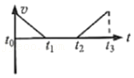 v
t₀ t₁ t₂ t₃ t